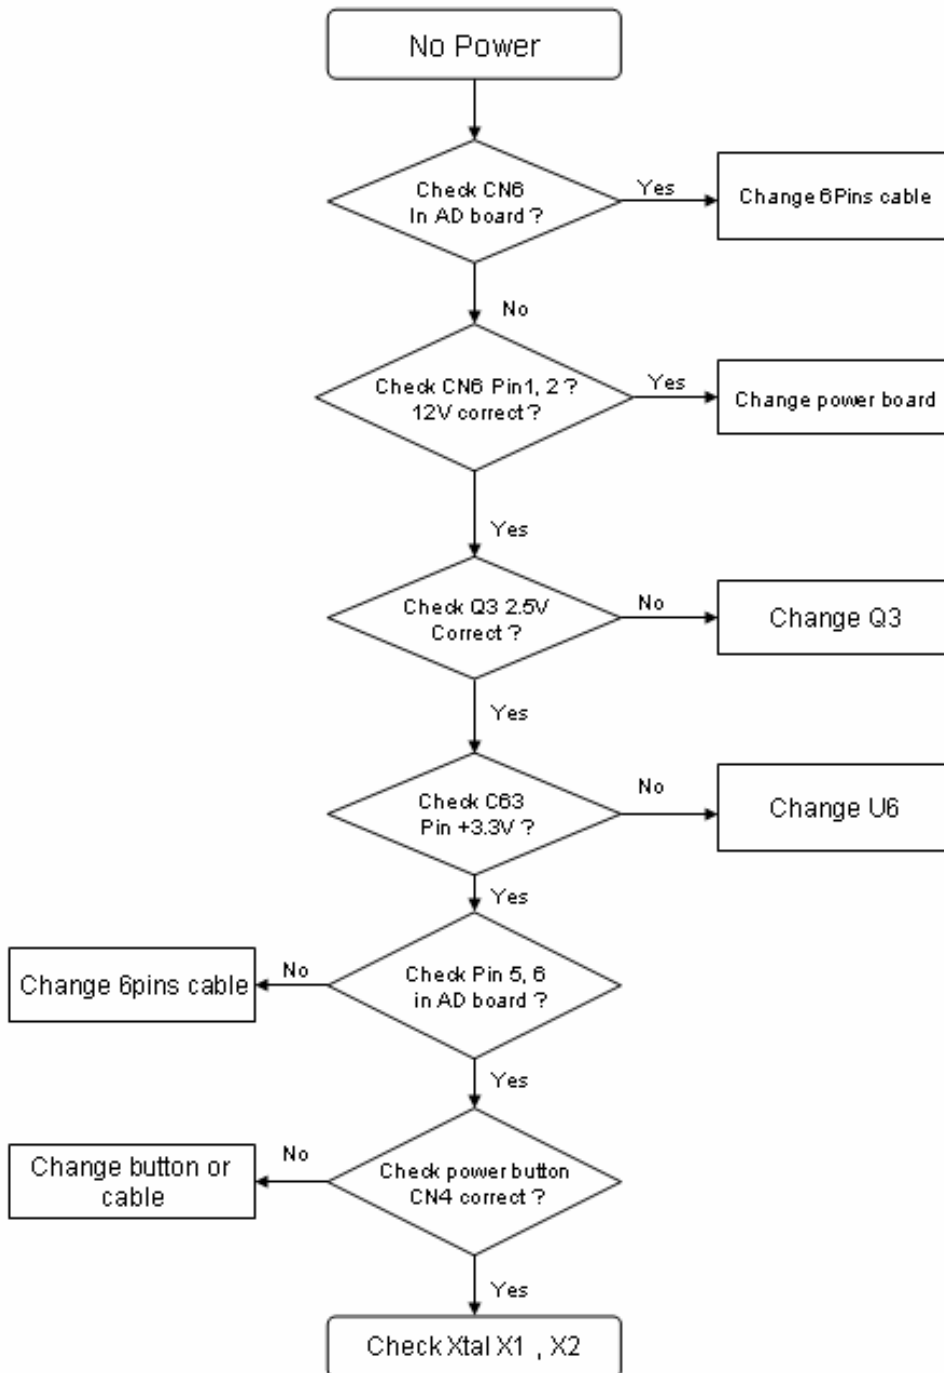 No Power
Check CN6
In AD board ?
Yes
Change 6Pins cable
No
Check CN6 Pin1, 2 ?
12V correct ?
Yes
Change power board
Yes
Check Q3 2.5V
Correct ?
No
Change Q3
Yes
Check C63
Pin +3.3V ?
No
Change U6
Yes
Check Pin 5, 6
in AD board ?
No
Change 6pins cable
Yes
Check power button
CN4 correct ?
No
Change button or
cable
Yes
Check Xtal X1 , X2